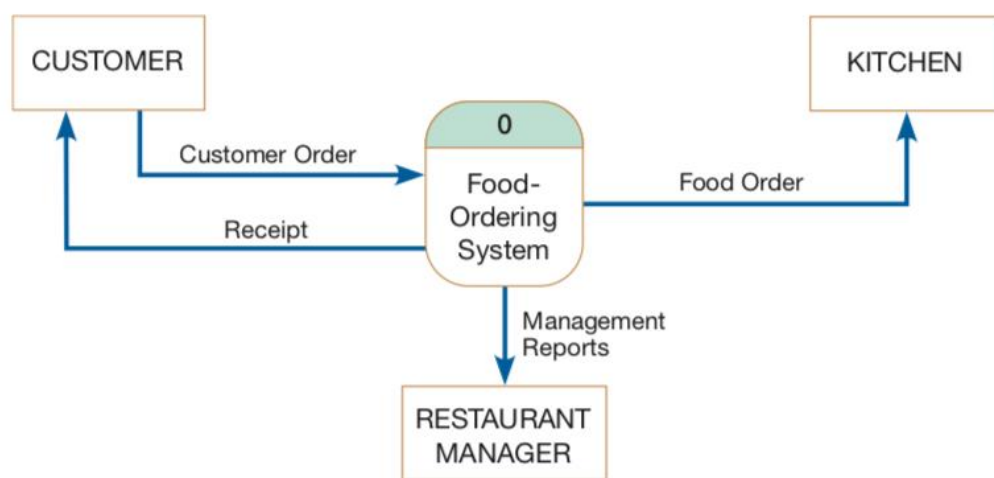 CUSTOMER
KITCHEN
0
Customer Order
Food-
Ordering
System
Food Order
Receipt
Management
Reports
RESTAURANT
MANAGER